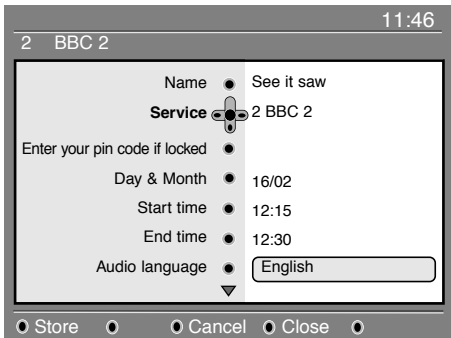 11:46
2 BBC 2
Name See it saw
Service 2 BBC 2
Enter your pin code if locked
Day & Month 16/02
Start time 12:15
End time 12:30
Audio language English
Store Cancel Close